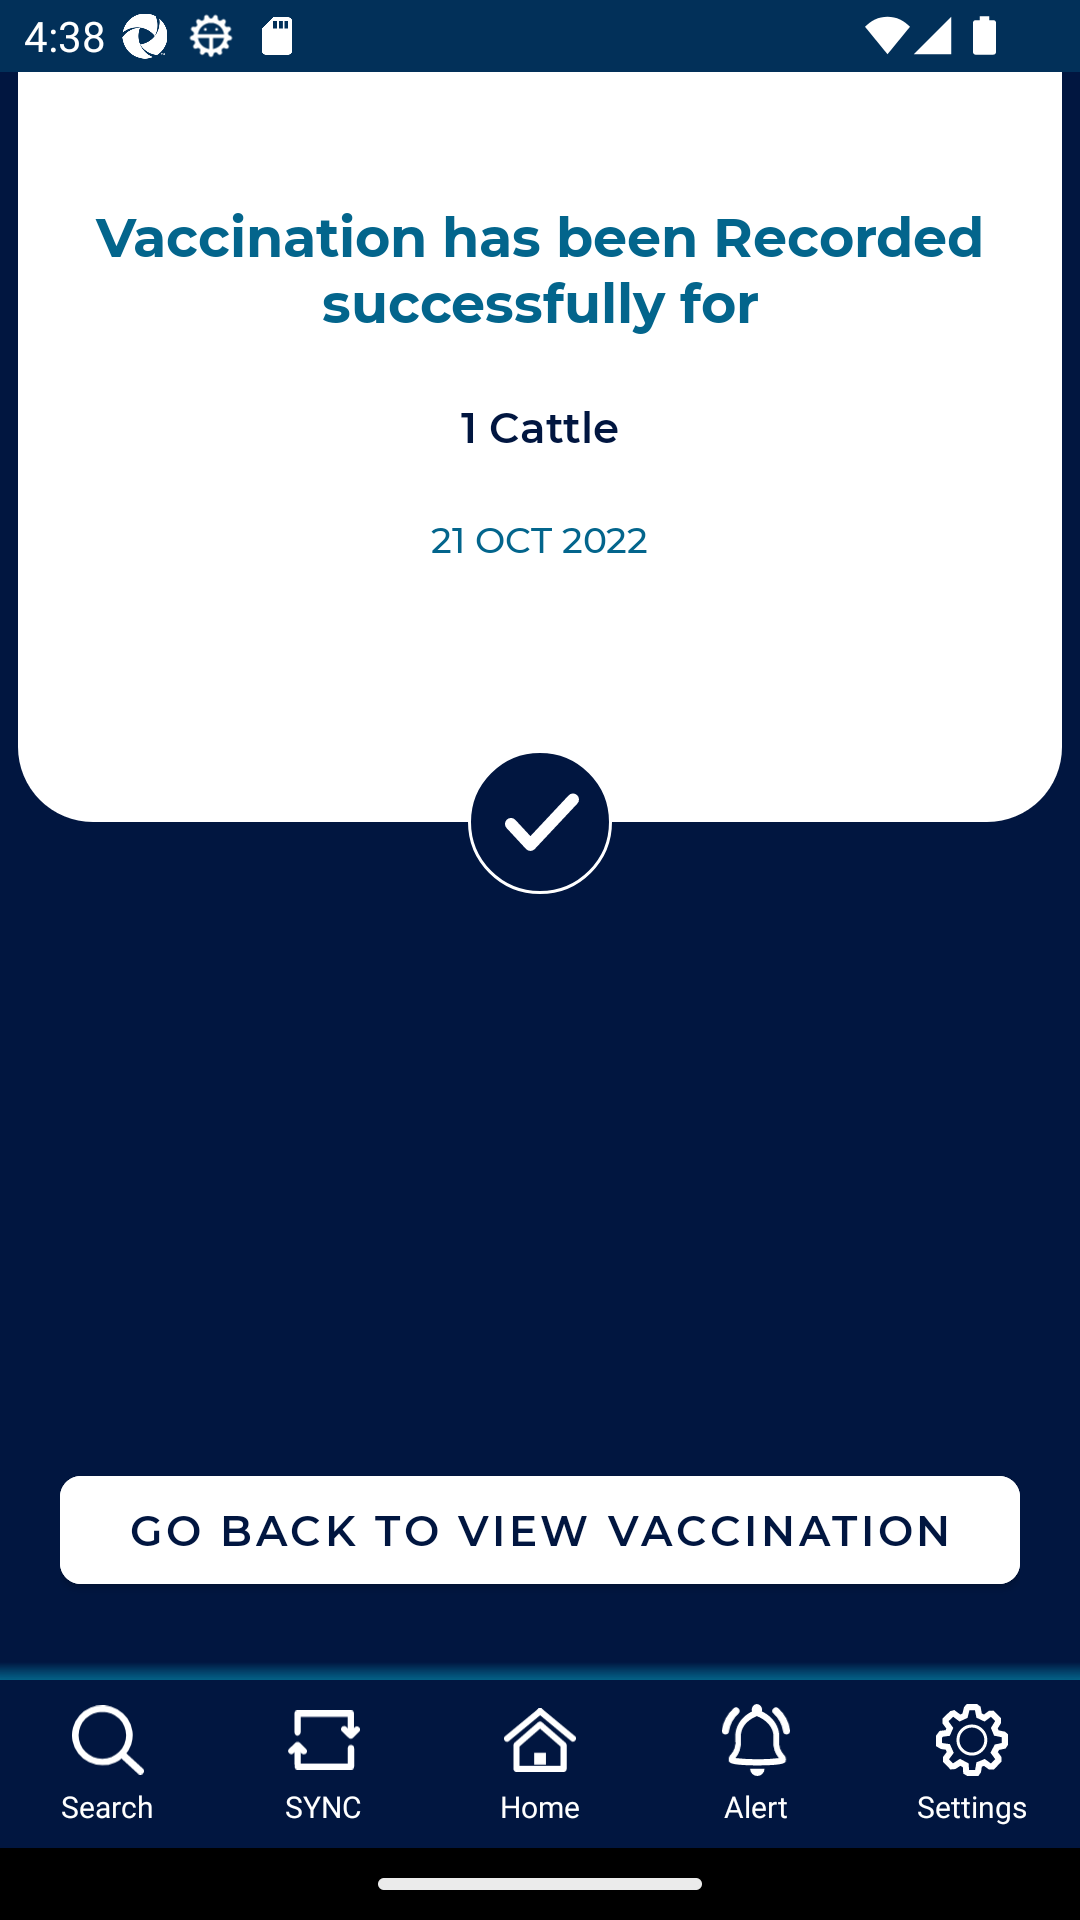 4:38
Vaccination has been Recorded
successfully for
1 Cattle
21 OCT 2022
GO BACK TO VIEW VACCINATION
Search SYNC Home Alert Settings